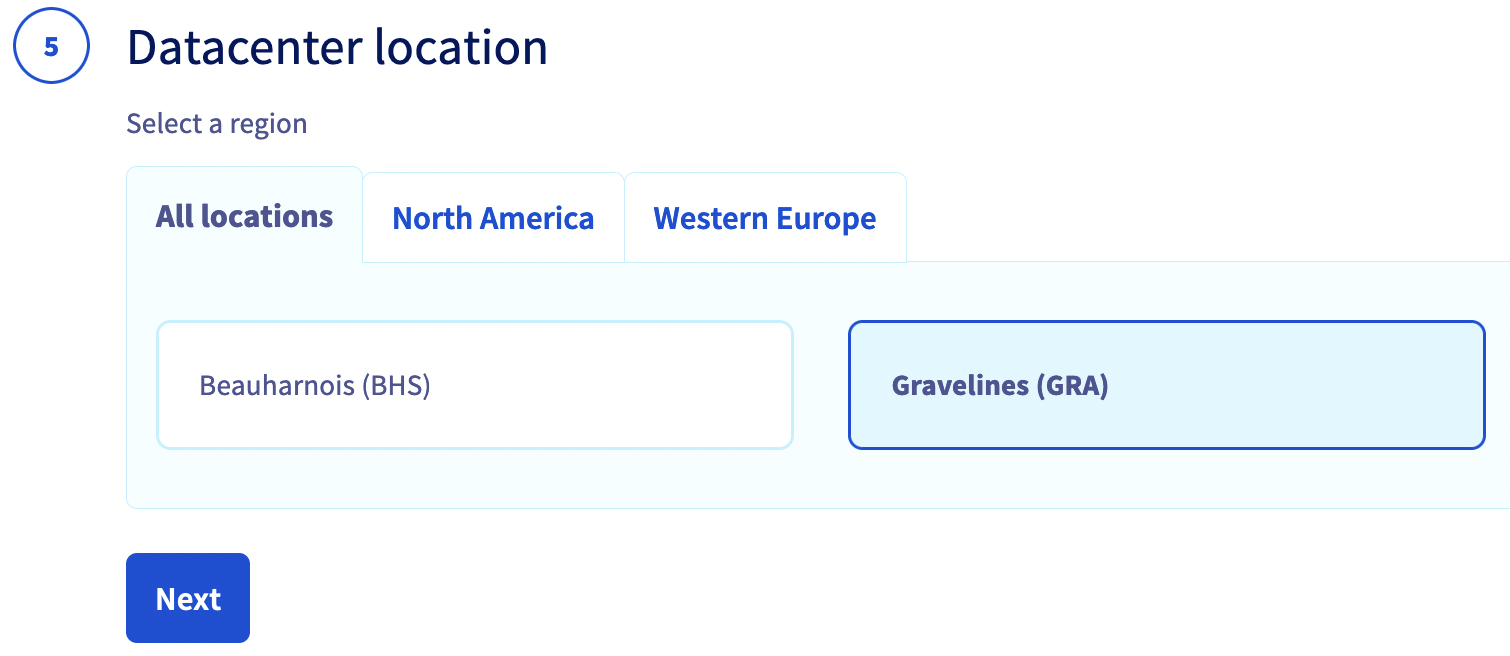 5
Datacenter location
Select a region
All locations
North America
Western Europe
Beauharnois (BHS)
Gravelines (GRA)
Next